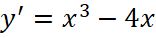 y′ = x³ − 4x